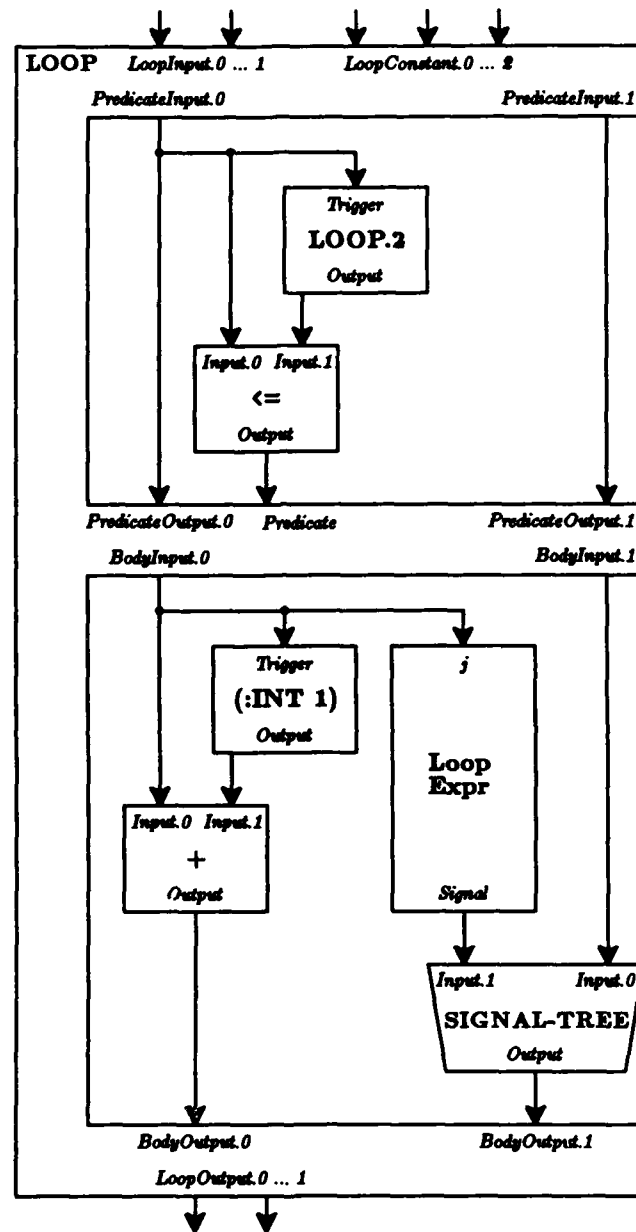 LOOP LoopInput.0 ... 1 LoopConstant.0 ... 2
PredicateInput.0 PredicateInput.1
Trigger
LOOP.2
Output
Input.0 Input.1
<=
Output
PredicateOutput.0 Predicate PredicateOutput.1
BodyInput.0 BodyInput.1
Trigger j
(:INT 1)
Output
Loop
Expr
Input.0 Input.1
+
Output Signal
Input.1 Input.0
SIGNAL-TREE
Output
BodyOutput.0 BodyOutput.1
LoopOutput.0 ... 1